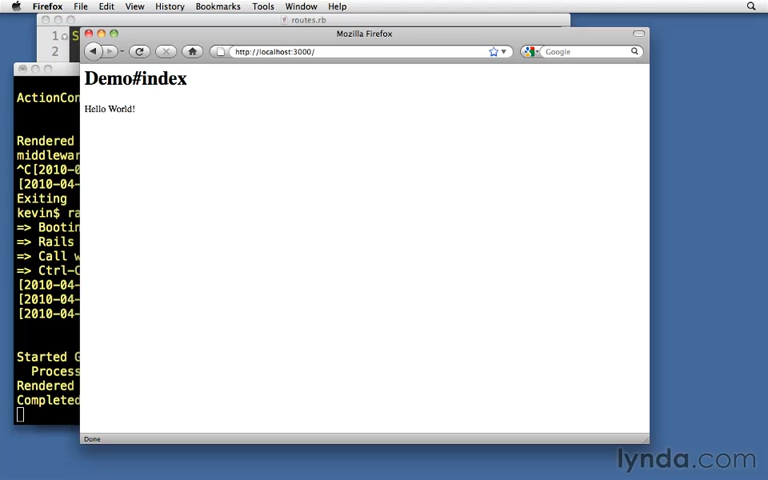 Firefox File Edit View History Bookmarks Tools Window Help
routes.rb
1
2
Mozilla Firefox
http://localhost:3000/
Google
Demo#index
Hello World!
ActionCon
Rendered
middlewar
^C[2010-0
[2010-04-
Exiting
kevin$ ra
=> Bootin
=> Rails
=> Call w
=> Ctrl-C
[2010-04-
[2010-04-
[2010-04-
Started G
Process
Rendered
Completed
Done
lynda.com